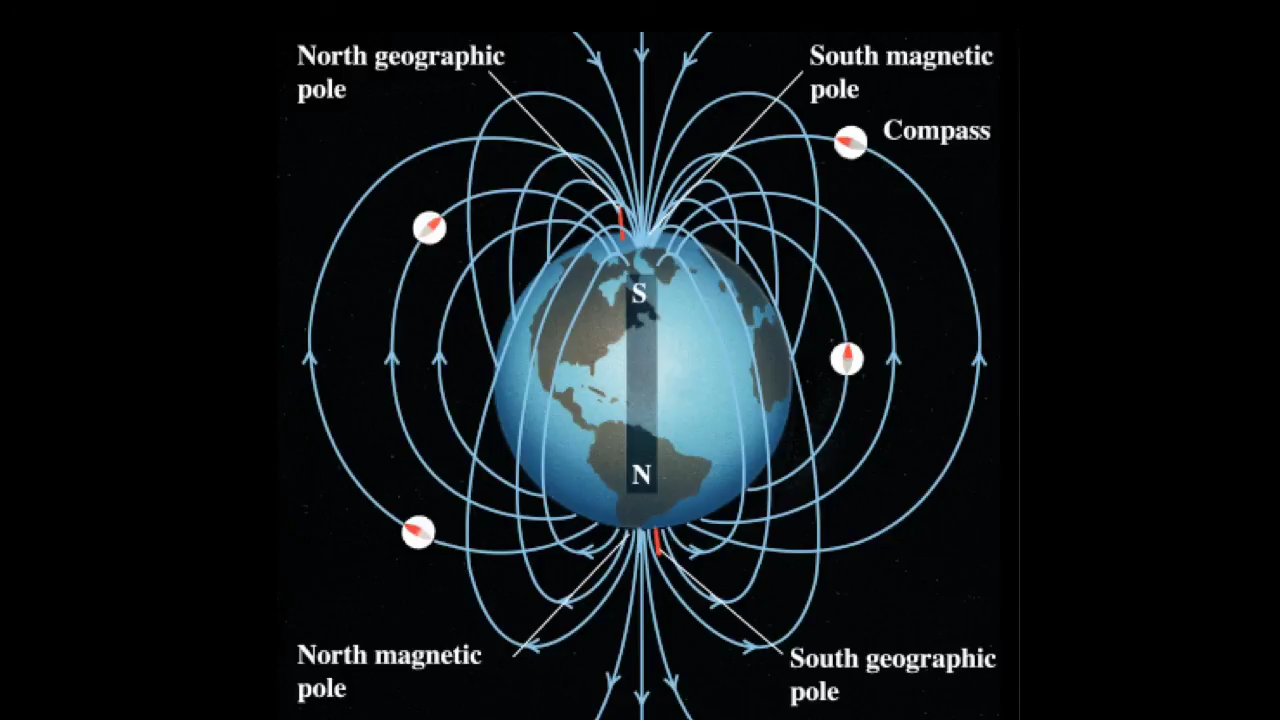 North geographic
pole
South magnetic
pole
Compass
S
N
North magnetic
pole
South geographic
pole